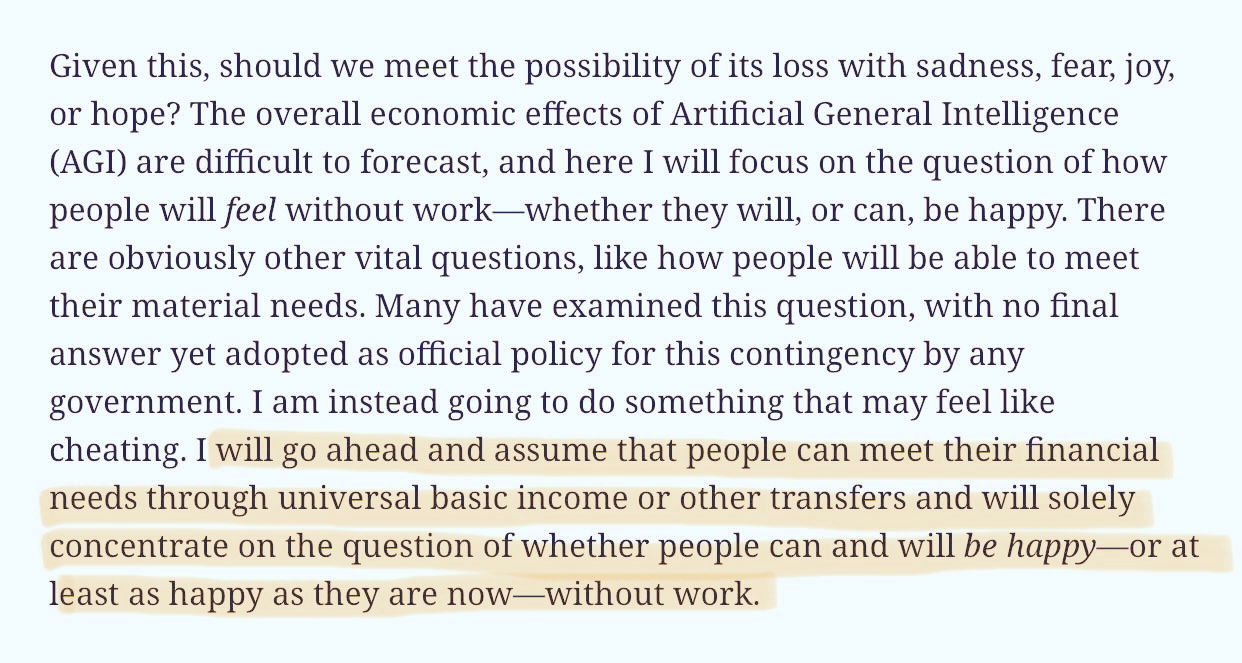 Given this, should we meet the possibility of its loss with sadness, fear, joy,
or hope? The overall economic effects of Artificial General Intelligence
(AGI) are difficult to forecast, and here I will focus on the question of how
people will feel without work—whether they will, or can, be happy. There
are obviously other vital questions, like how people will be able to meet
their material needs. Many have examined this question, with no final
answer yet adopted as official policy for this contingency by any
government. I am instead going to do something that may feel like
cheating. I will go ahead and assume that people can meet their financial
needs through universal basic income or other transfers and will solely
concentrate on the question of whether people can and will be happy—or at
least as happy as they are now—without work.